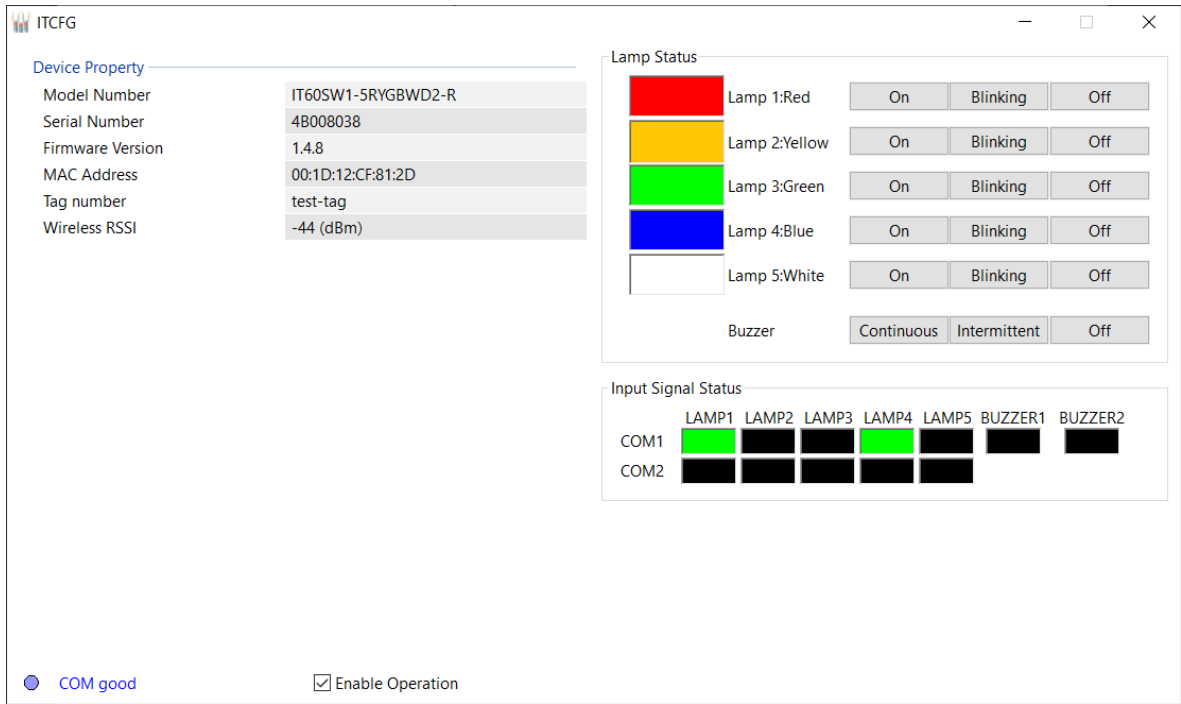 ITCFG
Device Property
Model Number IT60SW1-5RYGBWD2-R
Serial Number 4B008038
Firmware Version 1.4.8
MAC Address 00:1D:12:CF:81:2D
Tag number test-tag
Wireless RSSI -44 (dBm)
Lamp Status
Lamp 1:Red On Blinking Off
Lamp 2:Yellow On Blinking Off
Lamp 3:Green On Blinking Off
Lamp 4:Blue On Blinking Off
Lamp 5:White On Blinking Off
Buzzer Continuous Intermittent Off
Input Signal Status
LAMP1 LAMP2 LAMP3 LAMP4 LAMP5 BUZZER1 BUZZER2
COM1
COM2
COM good Enable Operation